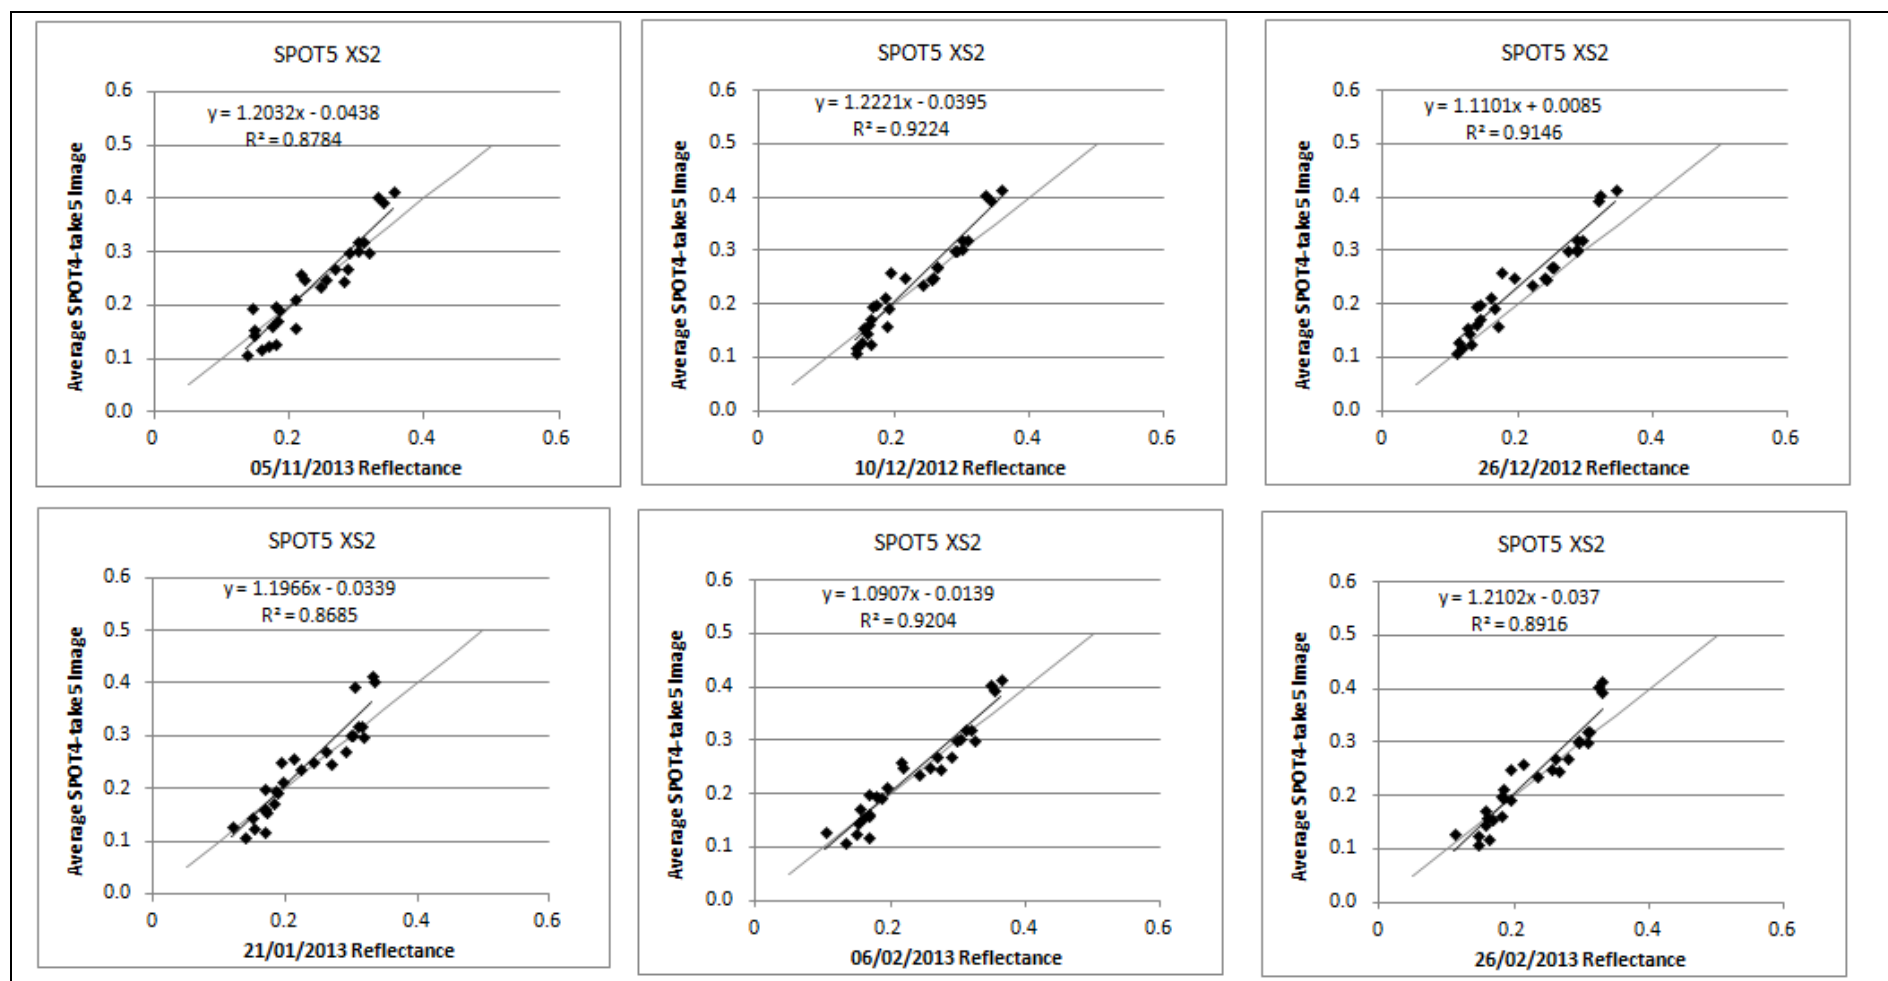 SPOT5 XS2
y = 1.2032x - 0.0438
R² = 0.8784
0.6
0.5
0.4
0.3
0.2
0.1
0.0
0
0.2
0.4
0.6
Average SPOT4-take5 Image
05/11/2013 Reflectance
SPOT5 XS2
y = 1.2221x - 0.0395
R² = 0.9224
0.6
0.5
0.4
0.3
0.2
0.1
0.0
0
0.2
0.4
0.6
Average SPOT4-take5 Image
10/12/2012 Reflectance
SPOT5 XS2
y = 1.1101x + 0.0085
R² = 0.9146
0.6
0.5
0.4
0.3
0.2
0.1
0.0
0
0.2
0.4
0.6
Average SPOT4-take5 Image
26/12/2012 Reflectance
SPOT5 XS2
y = 1.1966x - 0.0339
R² = 0.8685
0.6
0.5
0.4
0.3
0.2
0.1
0.0
0
0.2
0.4
0.6
Average SPOT4-take5 Image
21/01/2013 Reflectance
SPOT5 XS2
y = 1.0907x - 0.0139
R² = 0.9204
0.6
0.5
0.4
0.3
0.2
0.1
0.0
0
0.2
0.4
0.6
Average SPOT4-take5 Image
06/02/2013 Reflectance
SPOT5 XS2
y = 1.2102x - 0.037
R² = 0.8916
0.6
0.5
0.4
0.3
0.2
0.1
0.0
0
0.2
0.4
0.6
Average SPOT4-take5 Image
26/02/2013 Reflectance